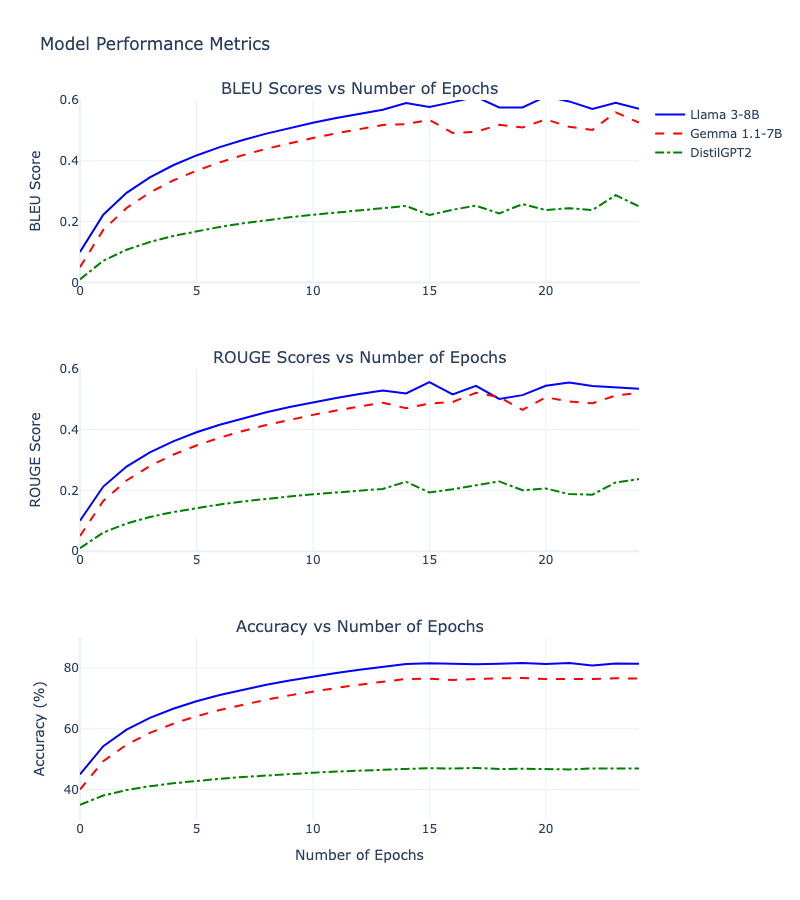 Model Performance Metrics
BLEU Scores vs Number of Epochs
Llama 3-8B
Gemma 1.1-7B
DistilGPT2
BLEU Score
0.6
0.4
0.2
0
0 5 10 15 20
ROUGE Scores vs Number of Epochs
ROUGE Score
0.6
0.4
0.2
0
0 5 10 15 20
Accuracy vs Number of Epochs
Accuracy (%)
80
60
40
0 5 10 15 20
Number of Epochs